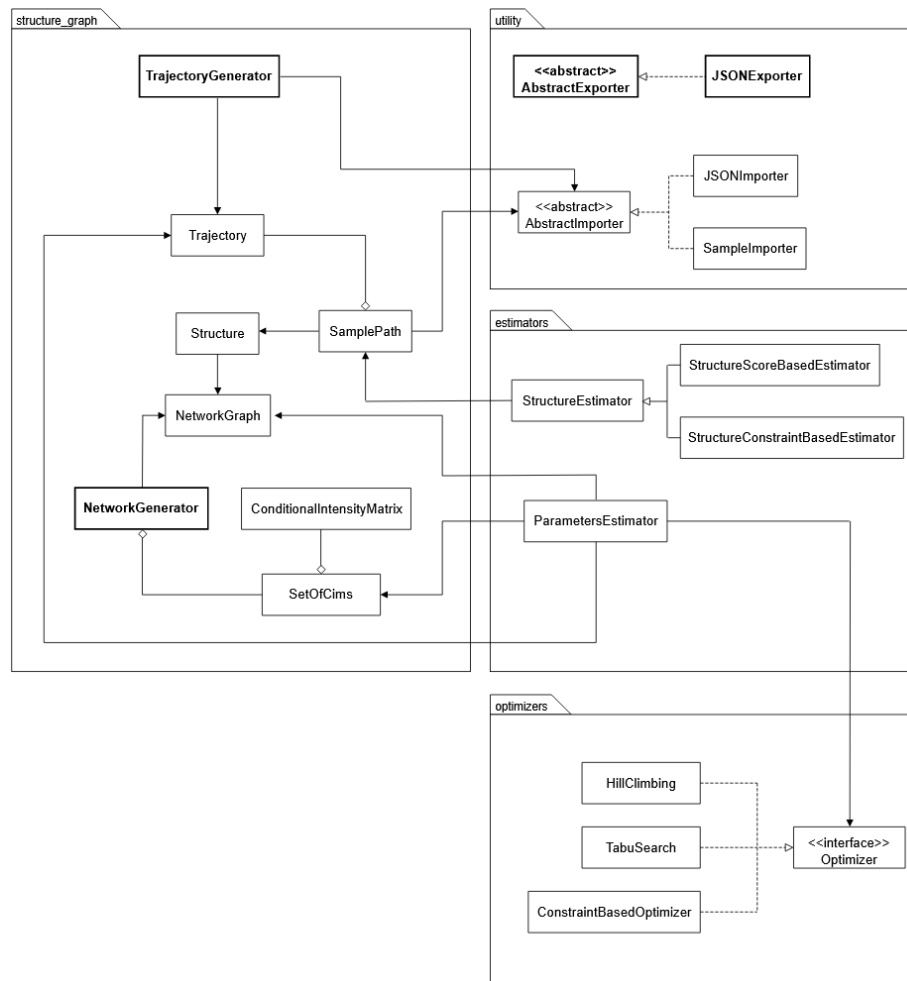 structure_graph
utility
TrajectoryGenerator
<<abstract>>
AbstractExporter
JSONExporter
JSONImporter
<<abstract>>
AbstractImporter
Trajectory
SampleImporter
estimators
Structure
SamplePath
StructureScoreBasedEstimator
StructureEstimator
NetworkGraph
StructureConstraintBasedEstimator
NetworkGenerator
ConditionalIntensityMatrix
ParametersEstimator
SetOfCims
optimizers
HillClimbing
TabuSearch
<<interface>>
Optimizer
ConstraintBasedOptimizer